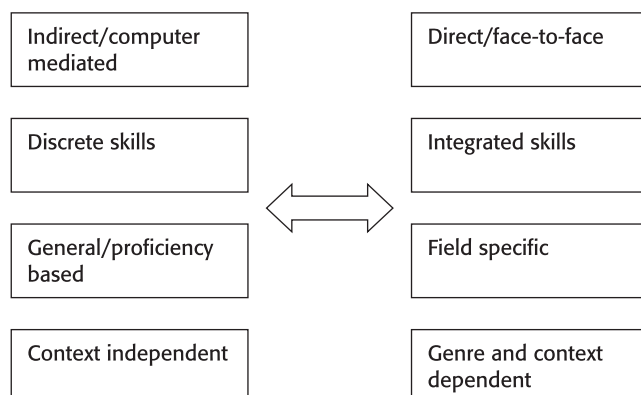 Indirect/computer
mediated
Direct/face-to-face
Discrete skills
Integrated skills
General/proficiency
based
Field specific
Context independent
Genre and context
dependent